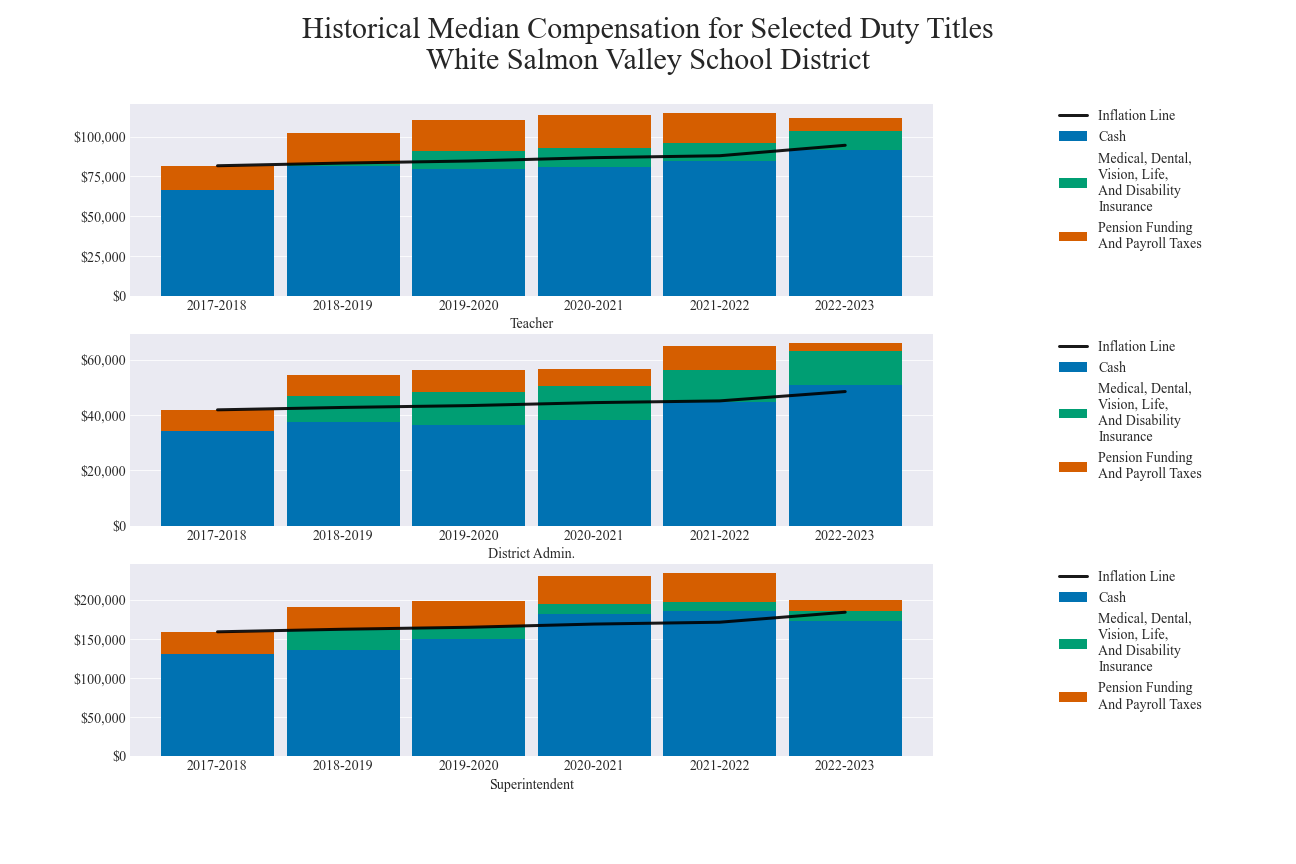 Historical Median Compensation for Selected Duty Titles
White Salmon Valley School District
$100,000
$75,000
$50,000
$25,000
$0
2017-2018 2018-2019 2019-2020 2020-2021 2021-2022 2022-2023
Teacher
Inflation Line
Cash
Medical, Dental,
Vision, Life,
And Disability
Insurance
Pension Funding
And Payroll Taxes
$60,000
$40,000
$20,000
$0
2017-2018 2018-2019 2019-2020 2020-2021 2021-2022 2022-2023
District Admin.
Inflation Line
Cash
Medical, Dental,
Vision, Life,
And Disability
Insurance
Pension Funding
And Payroll Taxes
$200,000
$150,000
$100,000
$50,000
$0
2017-2018 2018-2019 2019-2020 2020-2021 2021-2022 2022-2023
Superintendent
Inflation Line
Cash
Medical, Dental,
Vision, Life,
And Disability
Insurance
Pension Funding
And Payroll Taxes